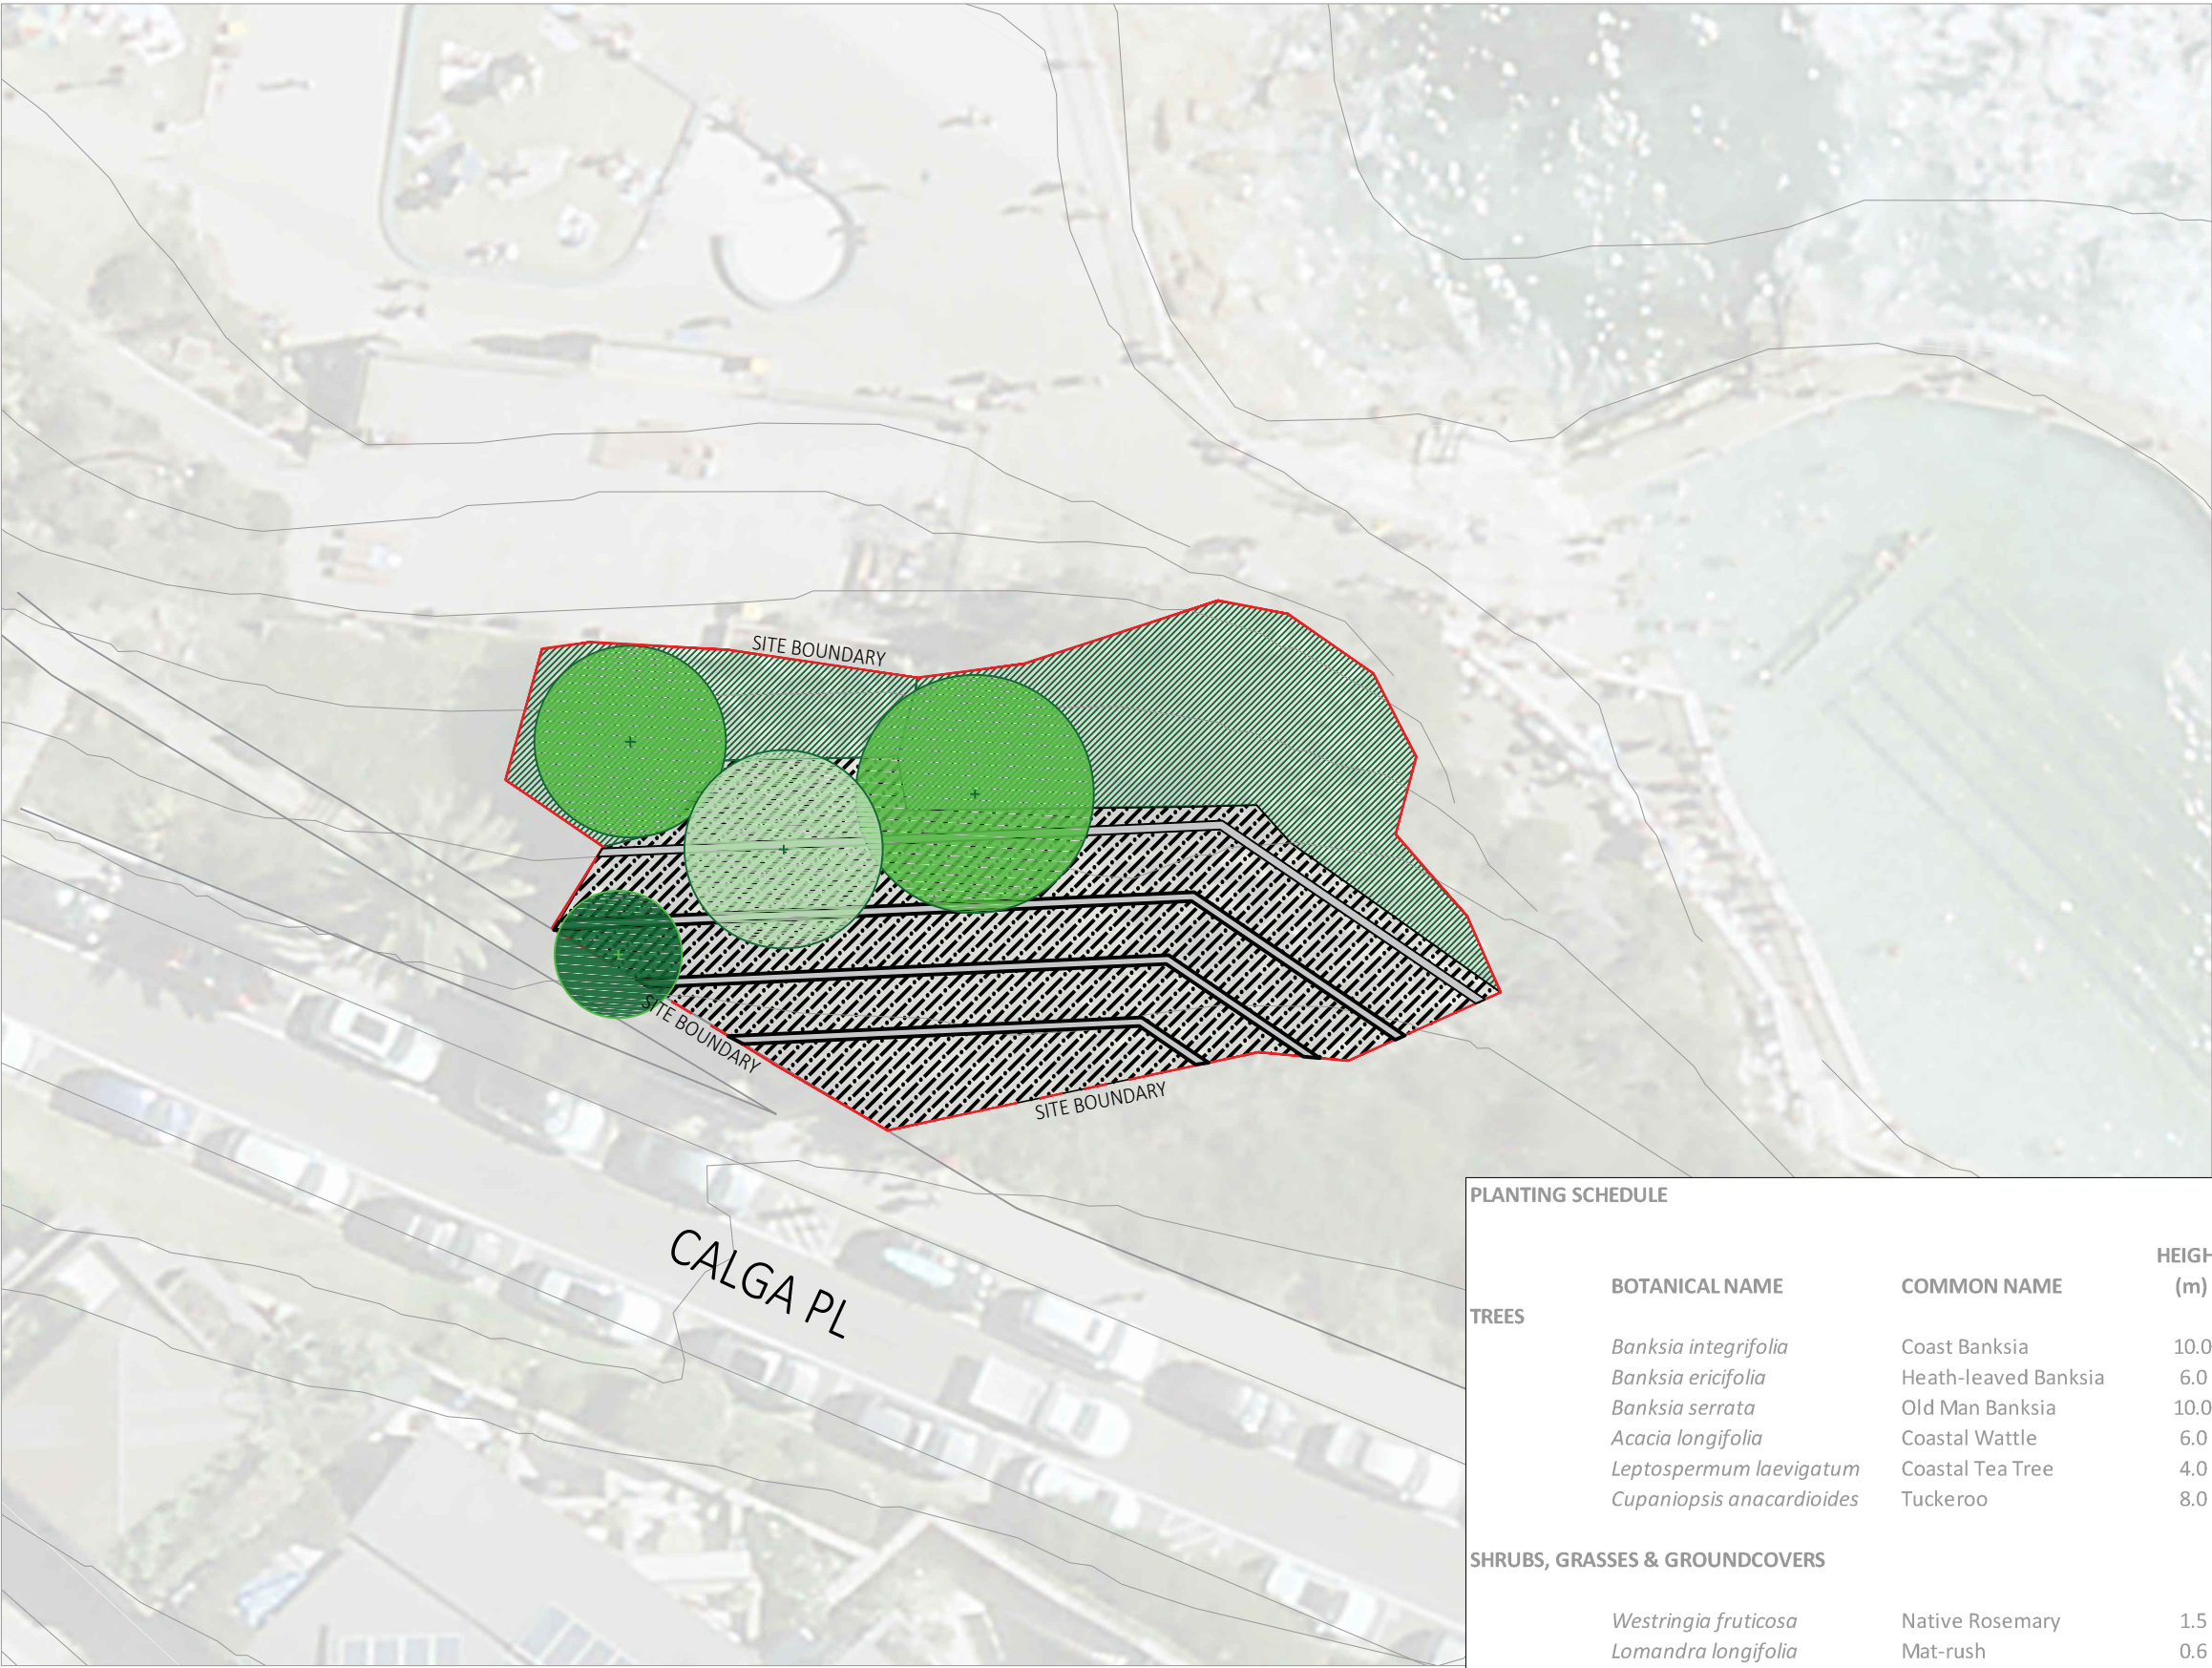 SITE BOUNDARY
SITE BOUNDARY
SITE BOUNDARY
CALGA PL
PLANTING SCHEDULE
HEIGH
BOTANICAL NAME COMMON NAME (m)
TREES
Banksia integrifolia Coast Banksia 10.0
Banksia ericifolia Heath-leaved Banksia 6.0
Banksia serrata Old Man Banksia 10.0
Acacia longifolia Coastal Wattle 6.0
Leptospermum laevigatum Coastal Tea Tree 4.0
Cupaniopsis anacardioides Tuckeroo 8.0
SHRUBS, GRASSES & GROUNDCOVERS
Westringia fruticosa Native Rosemary 1.5
Lomandra longifolia Mat-rush 0.6